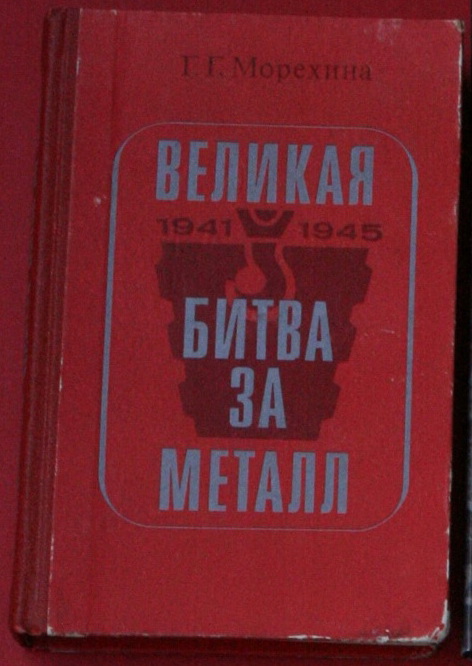 Г. Г. Морехина
ВЕЛИКАЯ
1941 1945
БИТВА
ЗА
МЕТАЛЛ